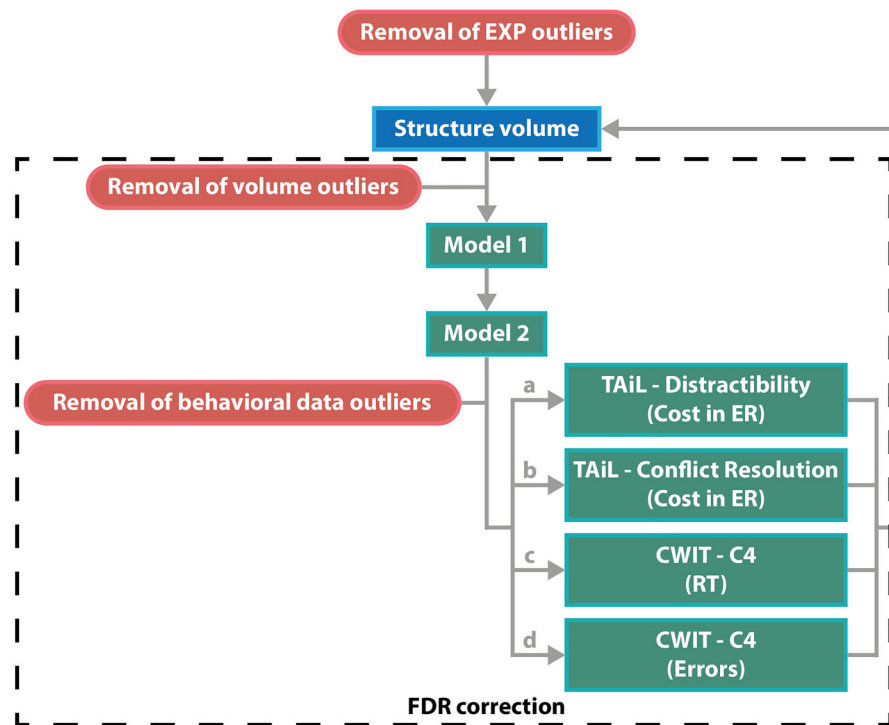 Removal of EXP outliers
Structure volume
Removal of volume outliers
Model 1
Model 2
Removal of behavioral data outliers
a
TAiL - Distractibility
(Cost in ER)
b
TAiL - Conflict Resolution
(Cost in ER)
c
CWIT - C4
(RT)
d
CWIT - C4
(Errors)
FDR correction